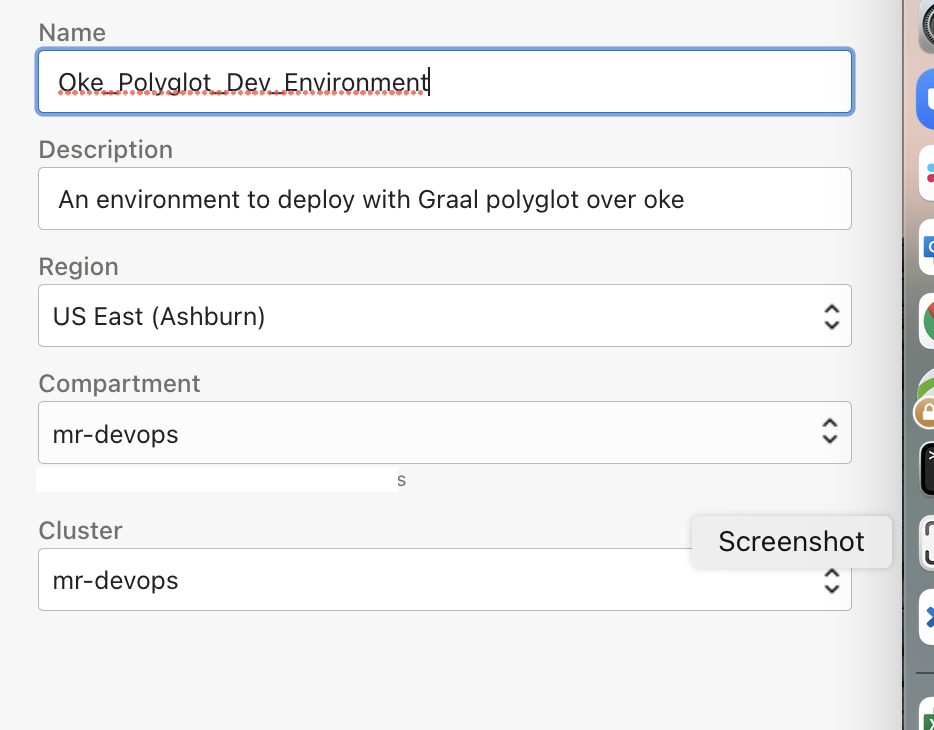 Name
Oke_Polyglot_Dev_Environment
Description
An environment to deploy with Graal polyglot over oke
Region
US East (Ashburn)
Compartment
mr-devops
s
Cluster
Screenshot
mr-devops